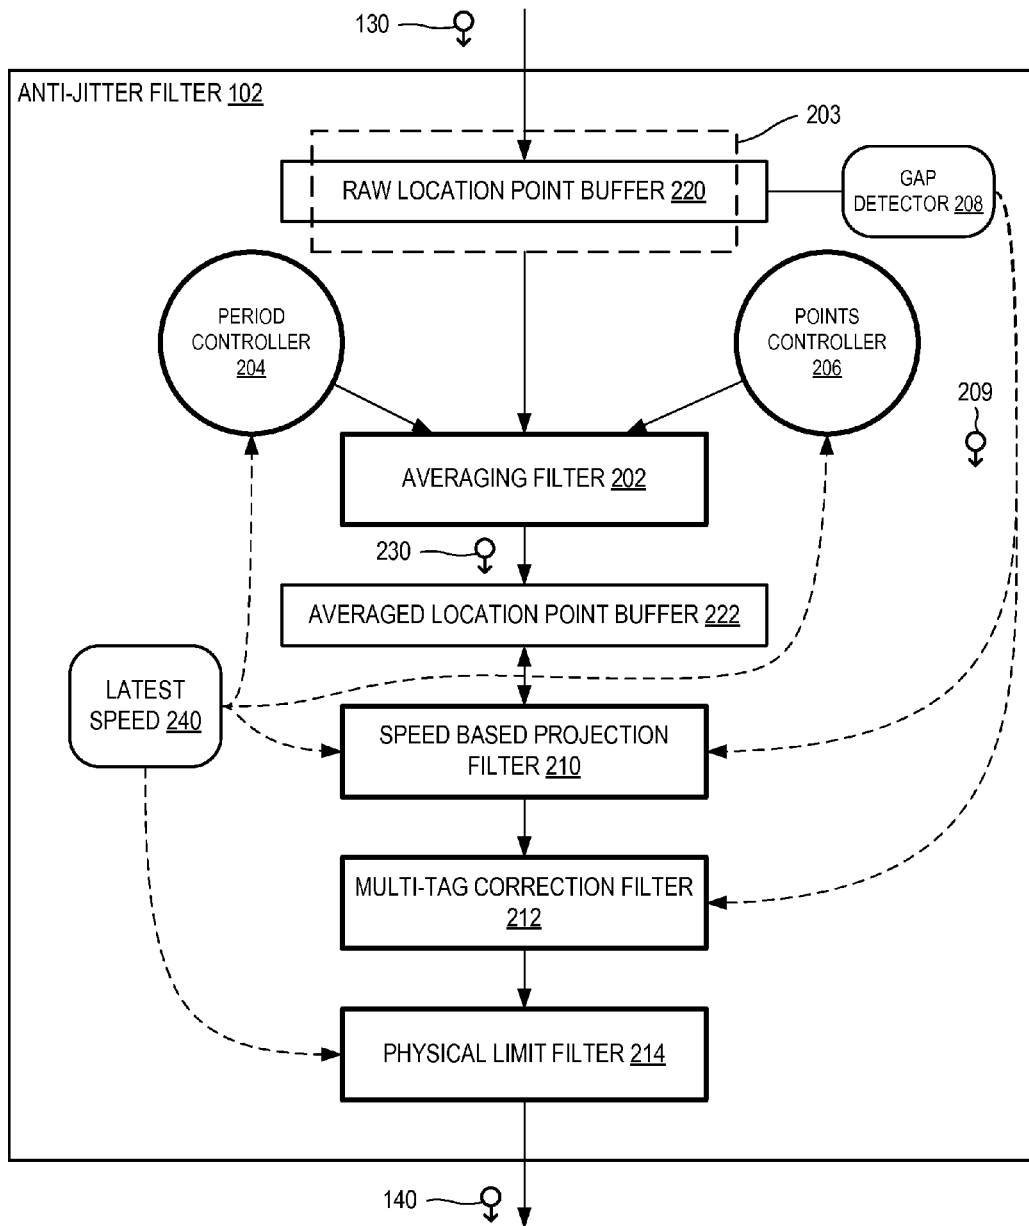 130
ANTI-JITTER FILTER 102
203
RAW LOCATION POINT BUFFER 220
GAP
DETECTOR 208
PERIOD
CONTROLLER
204
POINTS
CONTROLLER
206
209
AVERAGING FILTER 202
230
AVERAGED LOCATION POINT BUFFER 222
LATEST
SPEED 240
SPEED BASED PROJECTION
FILTER 210
MULTI-TAG CORRECTION FILTER
212
PHYSICAL LIMIT FILTER 214
140